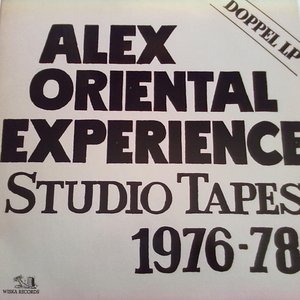 DOPPEL LP
ALEX
ORIENTAL
EXPERIENCE
STUDIO TAPES
1976-78
WISKA RECORDS